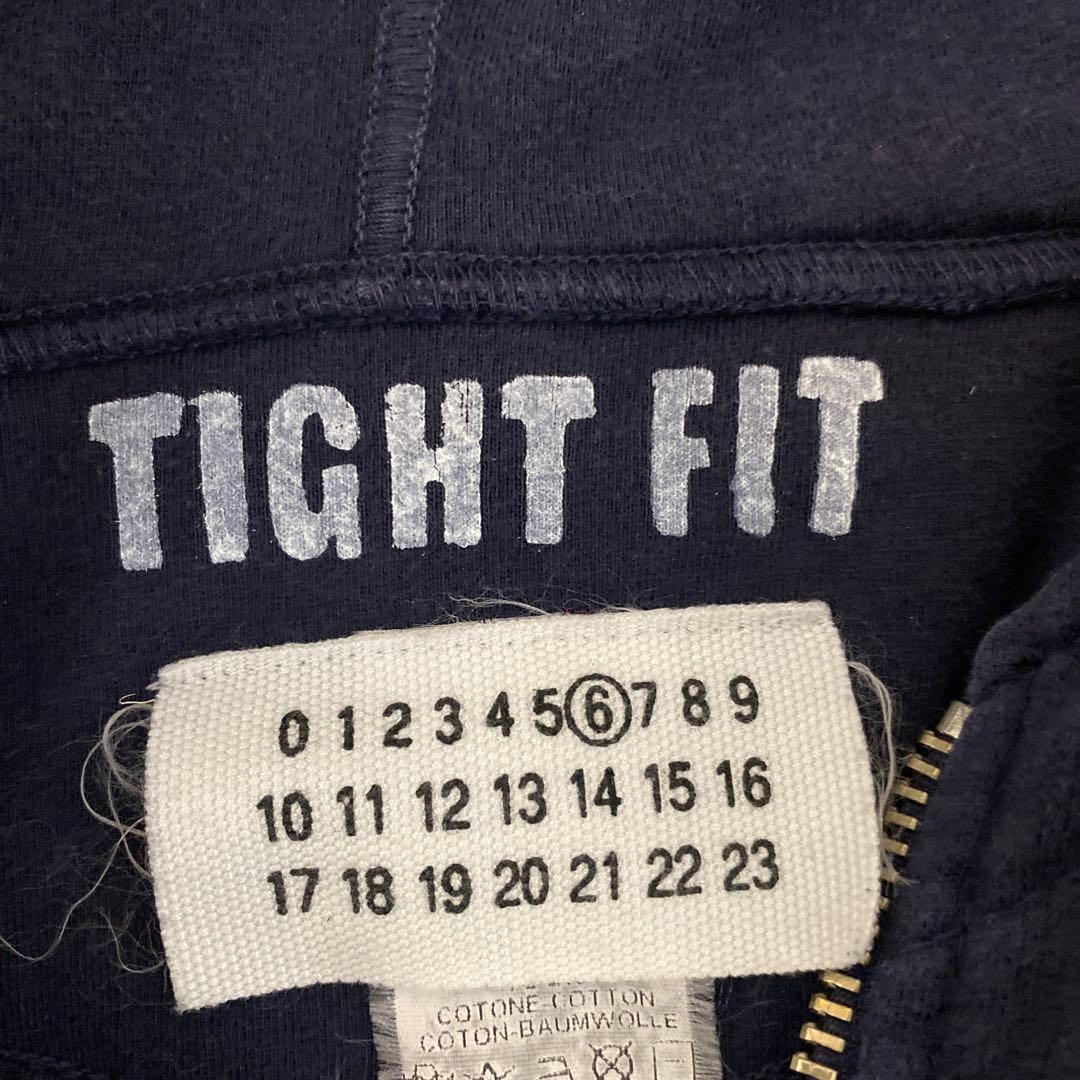 TIGHT FIT
0 1 2 3 4 5 6 7 8 9
10 11 12 13 14 15 16
17 18 19 20 21 22 23
COTONE-COTTON
COTON-BAUMWOLLE